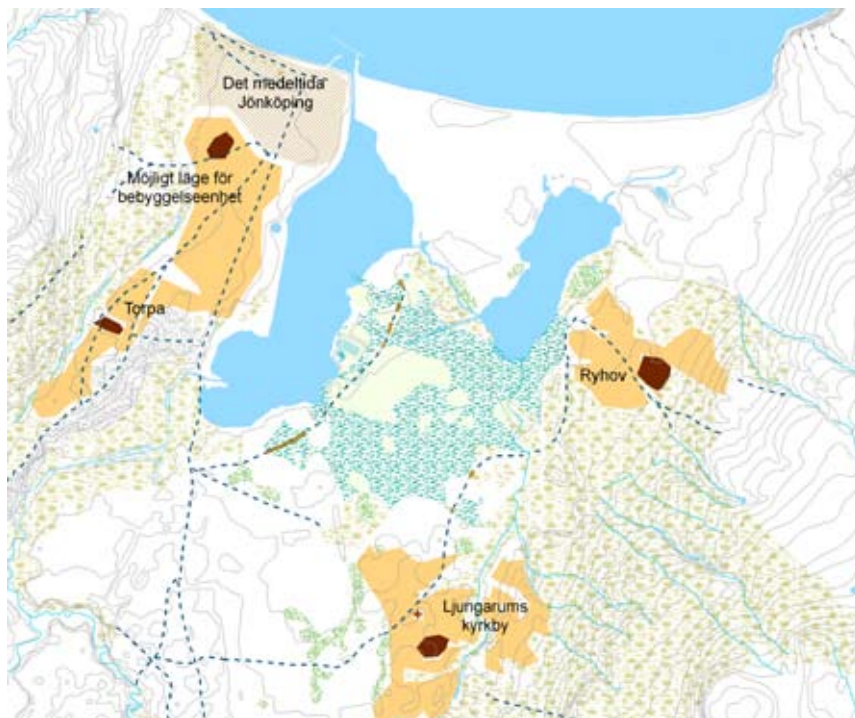 Det medeltida
Jönköping
Möjligt läge för
bebyggelseenhet
Torpa
Ryhov
Ljungarums
kyrkby